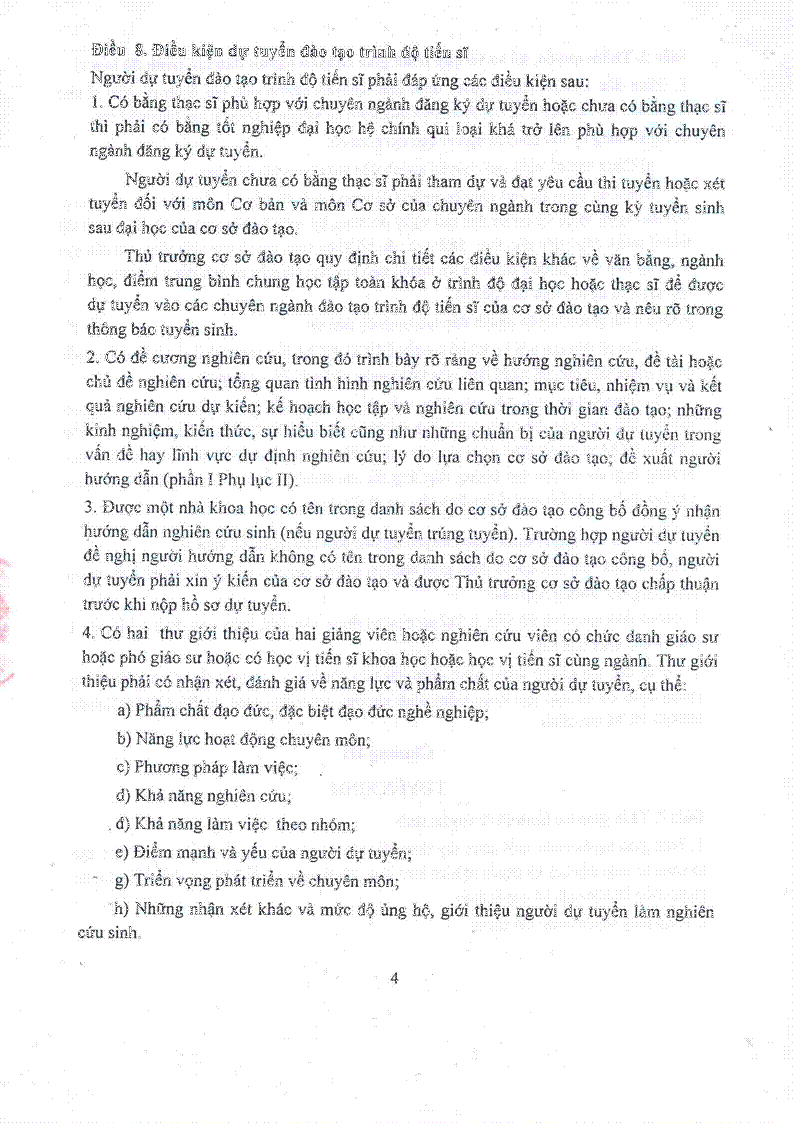 Điều 8. Điều kiện dự tuyển đào tạo trình độ tiến sĩ
Người dự tuyển đào tạo trình độ tiến sĩ phải đáp ứng các điều kiện sau:
1. Có bằng thạc sĩ phù hợp với chuyên ngành đăng ký dự tuyển hoặc chưa có bằng thạc sĩ
thì phải có bằng tốt nghiệp đại học hệ chính qui loại khá trở lên phù hợp với chuyên
ngành đăng ký dự tuyển.
Người dự tuyển chưa có bằng thạc sĩ phải tham dự và đạt yêu cầu thi tuyển hoặc xét
tuyển đối với môn Cơ bản và môn Cơ sở của chuyên ngành trong cùng kỳ tuyển sinh
sau đại học của cơ sở đào tạo.
Thủ trưởng cơ sở đào tạo quy định chi tiết các điều kiện khác về văn bằng, ngành
học, điểm trung bình chung học tập toàn khóa ở trình độ đại học hoặc thạc sĩ để được
dự tuyển vào các chuyên ngành đào tạo trình độ tiến sĩ của cơ sở đào tạo và nêu rõ trong
thông báo tuyển sinh.
2. Có đề cương nghiên cứu, trong đó trình bày rõ ràng về hướng nghiên cứu, đề tài hoặc
chủ đề nghiên cứu; tổng quan tình hình nghiên cứu liên quan; mục tiêu, nhiệm vụ và kết
quả nghiên cứu dự kiến; kế hoạch học tập và nghiên cứu trong thời gian đào tạo; những
kinh nghiệm, kiến thức, sự hiểu biết cũng như những chuẩn bị của người dự tuyển trong
vấn đề hay lĩnh vực dự định nghiên cứu; lý do lựa chọn cơ sở đào tạo; đề xuất người
hướng dẫn (phần I Phụ lục II).
3. Được một nhà khoa học có tên trong danh sách do cơ sở đào tạo công bố đồng ý nhận
hướng dẫn nghiên cứu sinh (nếu người dự tuyển trúng tuyển). Trường hợp người dự tuyển
đề nghị người hướng dẫn không có tên trong danh sách do cơ sở đào tạo công bố, người
dự tuyển phải xin ý kiến của cơ sở đào tạo và được Thủ trưởng cơ sở đào tạo chấp thuận
trước khi nộp hồ sơ dự tuyển.
4. Có hai thư giới thiệu của hai giảng viên hoặc nghiên cứu viên có chức danh giáo sư
hoặc phó giáo sư hoặc có học vị tiến sĩ khoa học hoặc học vị tiến sĩ cùng ngành. Thư giới
thiệu phải có nhận xét, đánh giá về năng lực và phẩm chất của người dự tuyển, cụ thể:
a) Phẩm chất đạo đức, đặc biệt đạo đức nghề nghiệp;
b) Năng lực hoạt động chuyên môn;
c) Phương pháp làm việc;
d) Khả năng nghiên cứu;
đ) Khả năng làm việc theo nhóm;
e) Điểm mạnh và yếu của người dự tuyển;
g) Triển vọng phát triển về chuyên môn;
h) Những nhận xét khác và mức độ ủng hộ, giới thiệu người dự tuyển làm nghiên
cứu sinh.
4